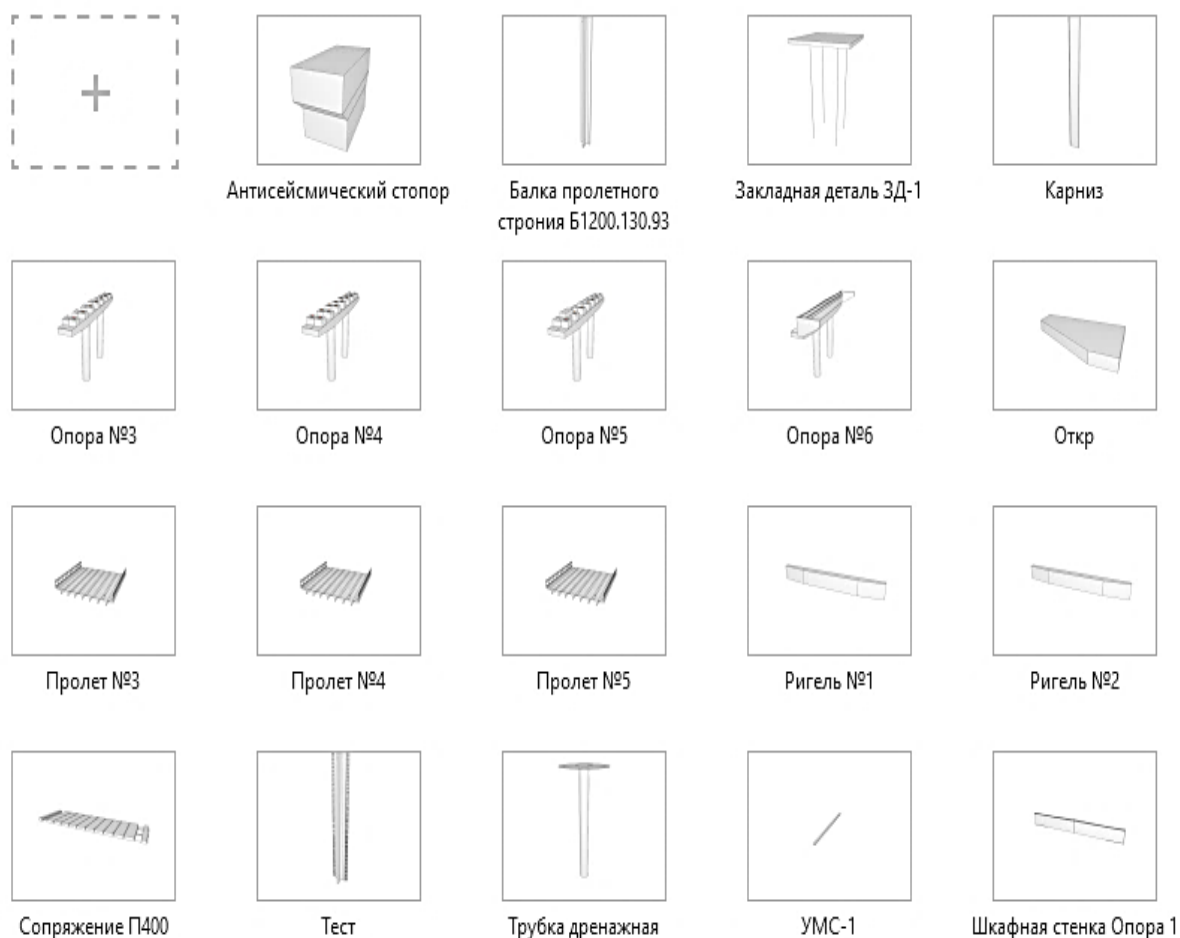 Антисейсмический стопор
Балка пролетного
строния Б1200.130.93
Закладная деталь ЗД-1
Карниз
Опора №3
Опора №4
Опора №5
Опора №6
Откр
Пролет №3
Пролет №4
Пролет №5
Ригель №1
Ригель №2
Сопряжение П400
Тест
Трубка дренажная
УМС-1
Шкафная стенка Опора 1